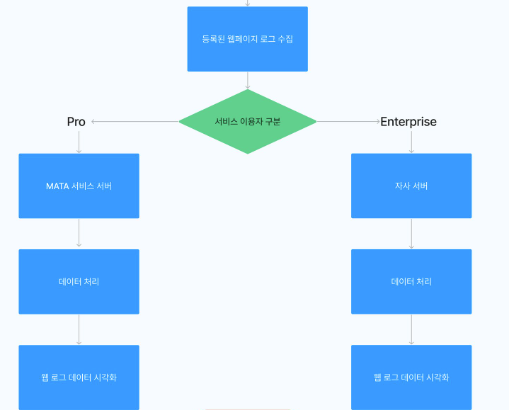 등록된 웹페이지 로그 수집
서비스 이용자 구분
Pro
Enterprise
MATA 서비스 서버
자사 서버
데이터 처리
데이터 처리
웹 로그 데이터 시각화
웹 로그 데이터 시각화